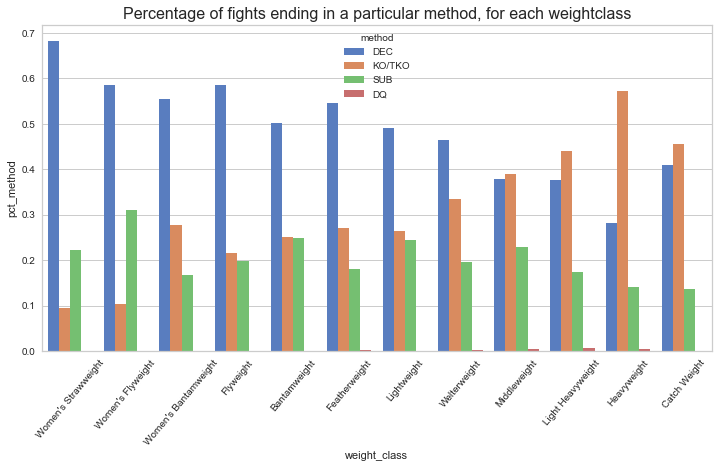 Percentage of fights ending in a particular method, for each weightclass
method
DEC
KO/TKO
SUB
DQ
pct_method
0.7
0.6
0.5
0.4
0.3
0.2
0.1
0.0
Women's Strawweight
Women's Flyweight
Women's Bantamweight
Flyweight
Bantamweight
Featherweight
Lightweight
Welterweight
Middleweight
Light Heavyweight
Heavyweight
Catch Weight
weight_class